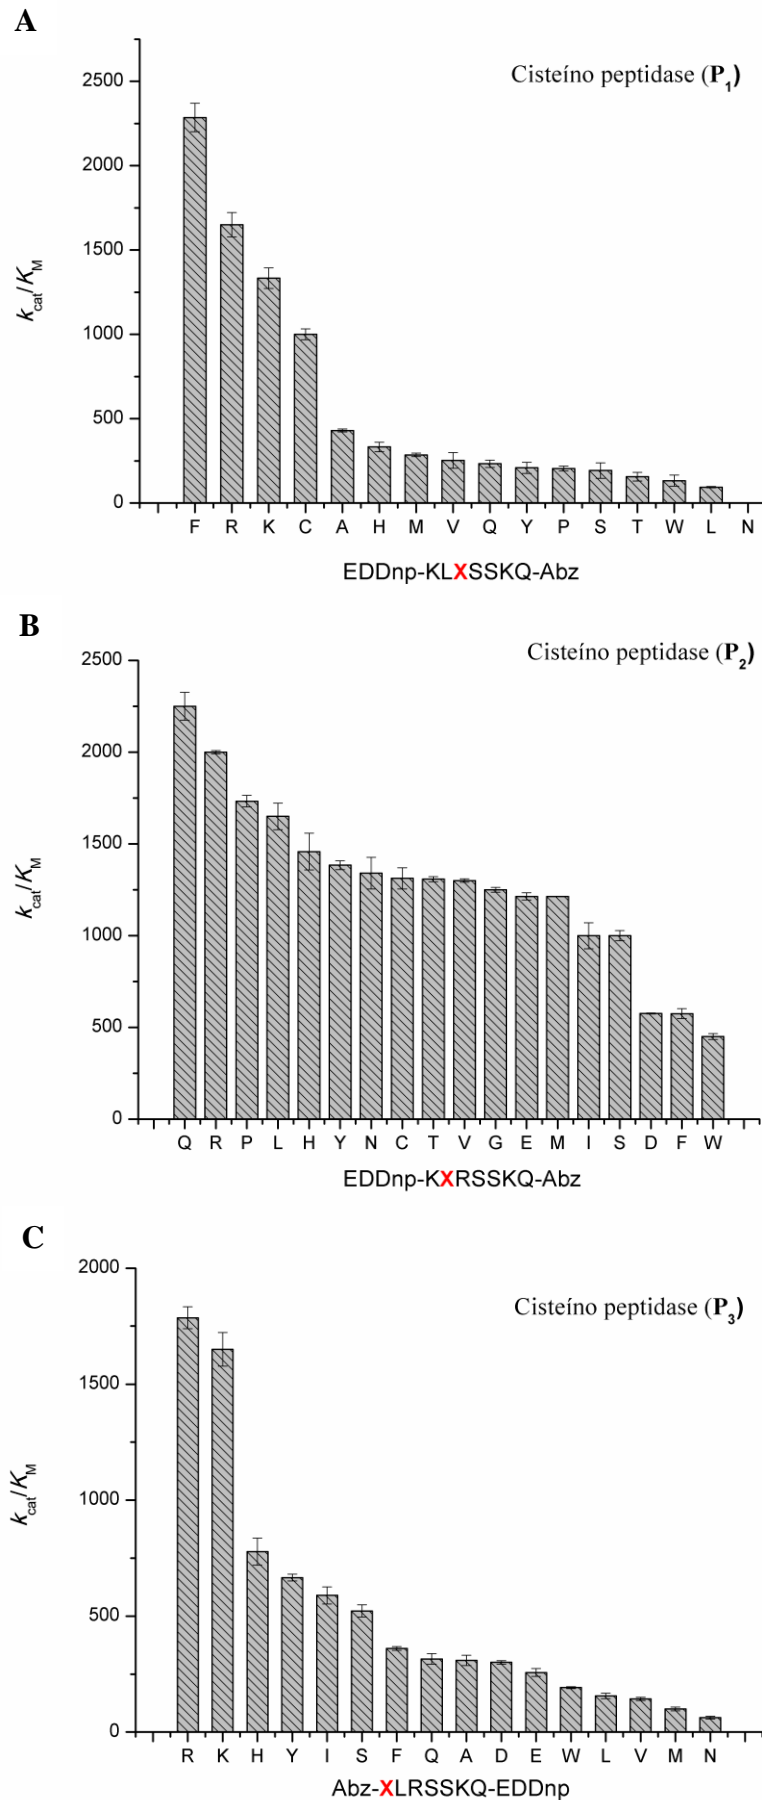 A
Cisteíno peptidase (P1)
2500
2000
1500
1000
500
0
kcat/KM
F R K C A H M V Q Y P S T W L N
EDDnp-KLXSSKQ-Abz
B
Cisteíno peptidase (P2)
2500
2000
1500
1000
500
0
kcat/KM
Q R P L H Y N C T V G E M I S D F W
EDDnp-KXRSSKQ-Abz
C
Cisteíno peptidase (P3)
2000
1500
1000
500
0
kcat/KM
R K H Y I S F Q A D E W L V M N
Abz-XLRSSKQ-EDDnp